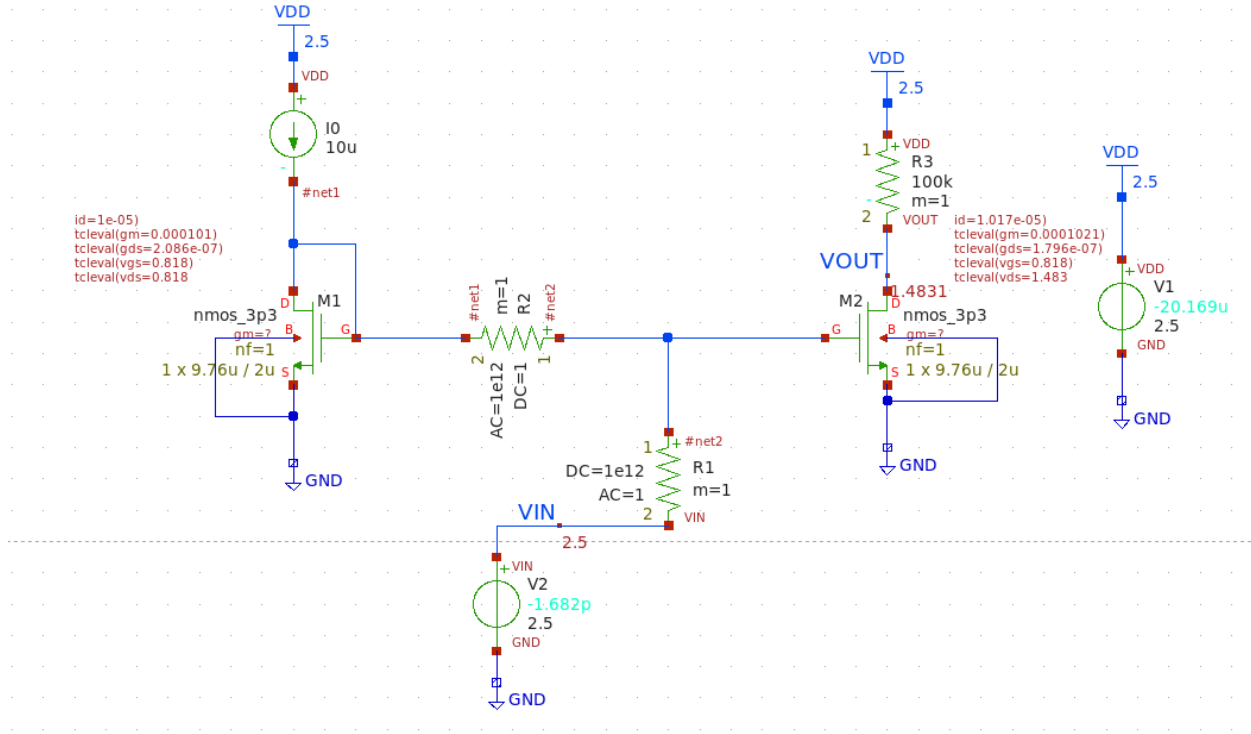 VDD
2.5
VDD
+
I0
10u
-
#net1
id=1e-05)
tcleval(gm=0.000101)
tcleval(gds=2.086e-07)
tcleval(vgs=0.818)
tcleval(vds=0.818
D
M1
nmos_3p3
B
G
gm=?
nf=1
1 x 9.76u / 2u
S
GND
#net1
m=1
R2
#net2
+
2
1
AC=1e12
DC=1
1
+
#net2
DC=1e12
R1
AC=1
m=1
2
VIN
VIN
2.5
+
VIN
V2
-1.682p
2.5
GND
GND
VDD
2.5
VDD
1
+
R3
100k
-
m=1
2
VOUT
VOUT
id=1.017e-05)
tcleval(gm=0.0001021)
tcleval(gds=1.796e-07)
tcleval(vgs=0.818)
tcleval(vds=1.483
1.4831
D
M2
nmos_3p3
G
B
gm=?
nf=1
1 x 9.76u / 2u
S
GND
VDD
2.5
VDD
+
V1
-20.169u
2.5
GND
GND